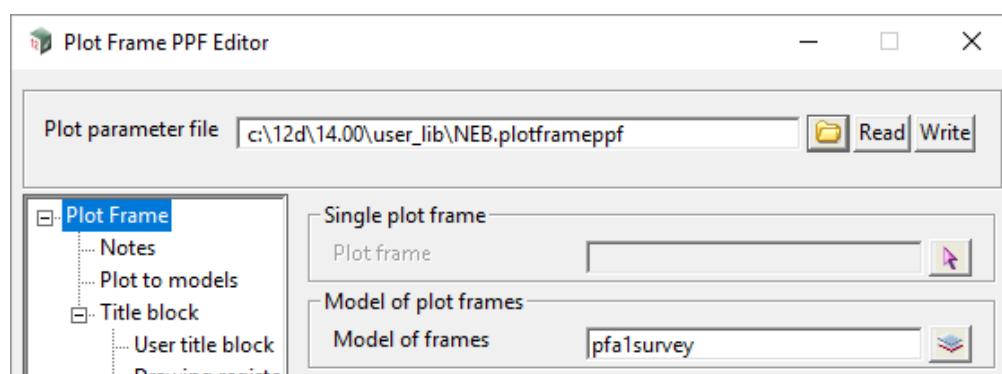 Plot Frame PPF Editor
Plot parameter file c:\12d\14.00\user_lib\NEB.plotframeppf Read Write
Plot Frame
Notes
Plot to models
Title block
User title block
Single plot frame
Plot frame
Model of plot frames
Model of frames pfa1survey